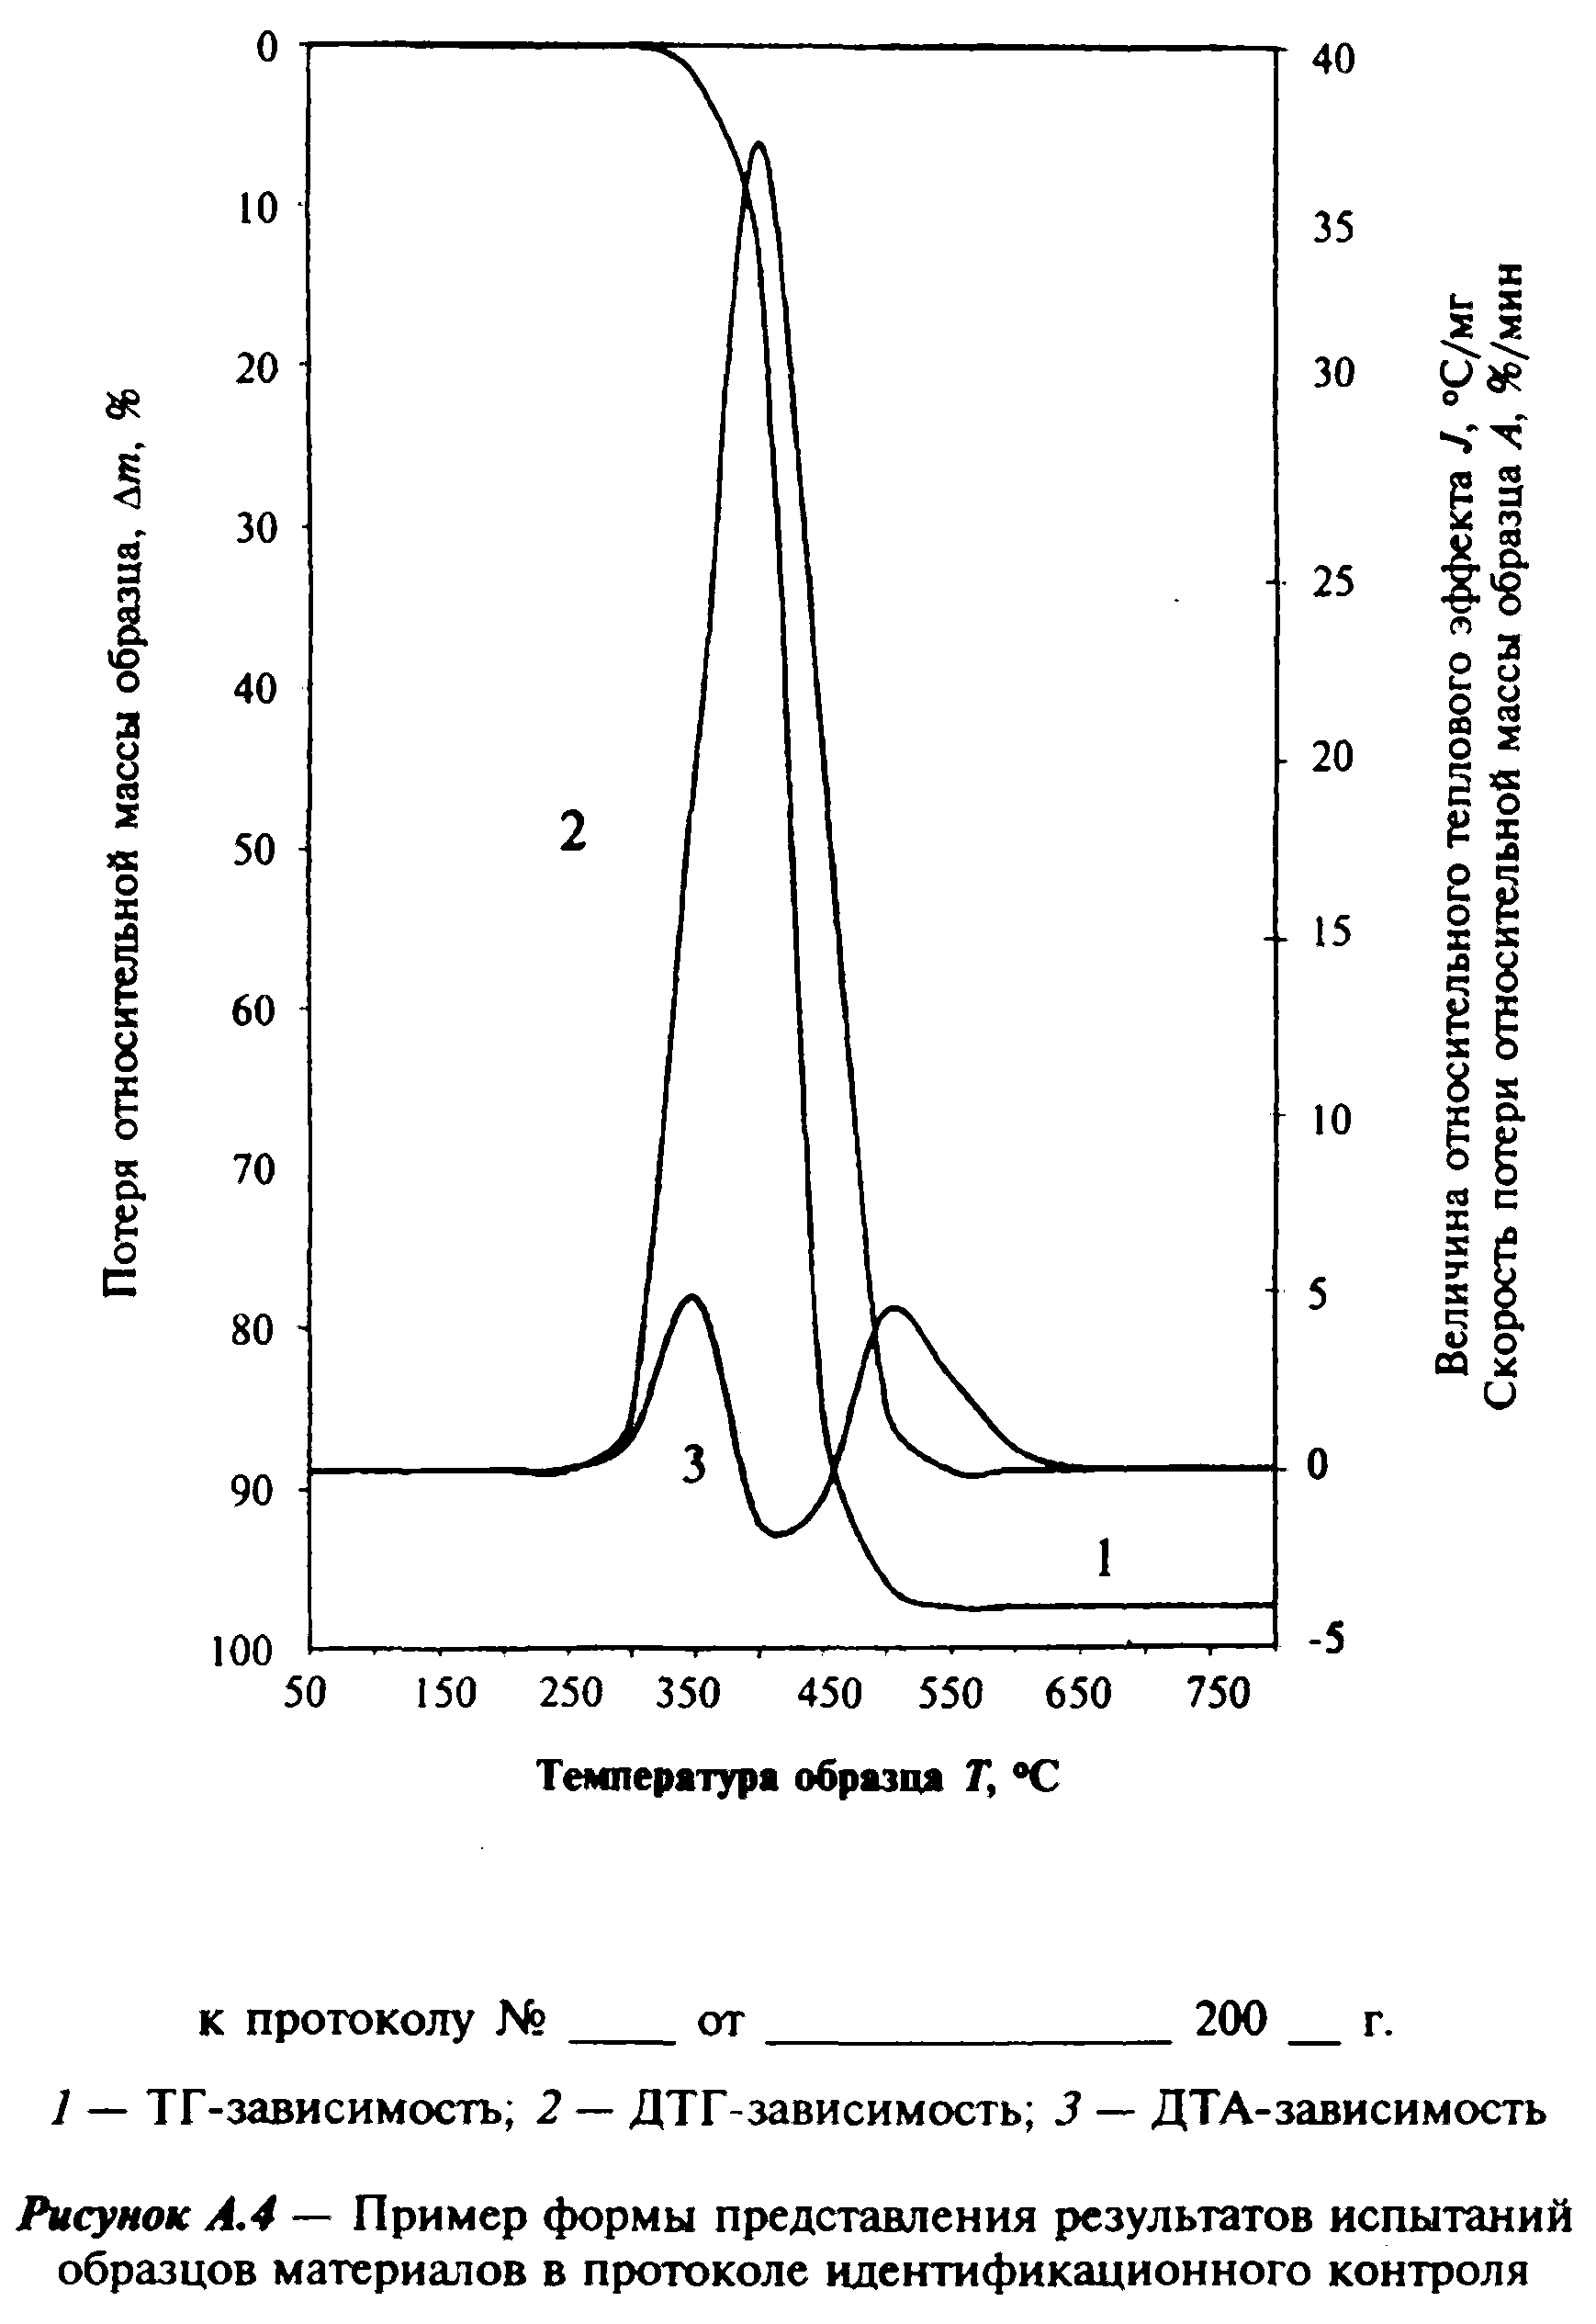 0
10
20
30
40
50
60
70
80
90
100
Потеря относительной массы образца, Δm, %
2
3
1
40
35
30
25
20
15
10
5
0
-5
Величина относительного теплового эффекта J, °С/мг
Скорость потери относительной массы образца A, %/мин
50 150 250 350 450 550 650 750
Температура образца T, °С
к протоколу № ____ от _______________ 200 __ г.
1 — ТГ-зависимость; 2 — ДТГ-зависимость; 3 — ДТА-зависимость
Рисунок А.4 — Пример формы представления результатов испытаний
образцов материалов в протоколе идентификационного контроля